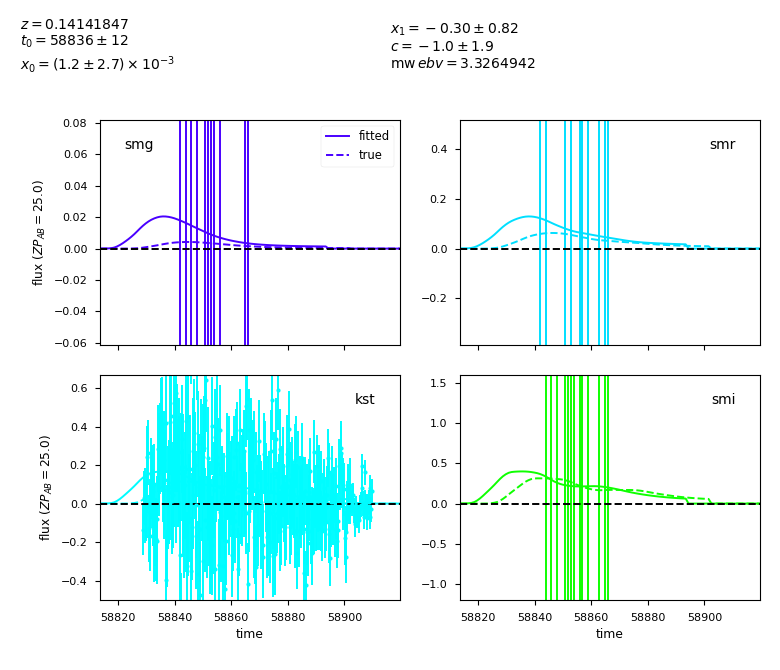 z = 0.14141847
t0 = 58836 ± 12
x0 = (1.2 ± 2.7) × 10^-3
x1 = −0.30 ± 0.82
c = −1.0 ± 1.9
mw ebv = 3.3264942
smg
fitted
true
0.08
0.06
0.04
0.02
0.00
−0.02
−0.04
−0.06
flux (ZP_AB = 25.0)
smr
0.4
0.2
0.0
−0.2
kst
0.6
0.4
0.2
0.0
−0.2
−0.4
flux (ZP_AB = 25.0)
58820 58840 58860 58880 58900
time
smi
1.5
1.0
0.5
0.0
−0.5
−1.0
58820 58840 58860 58880 58900
time